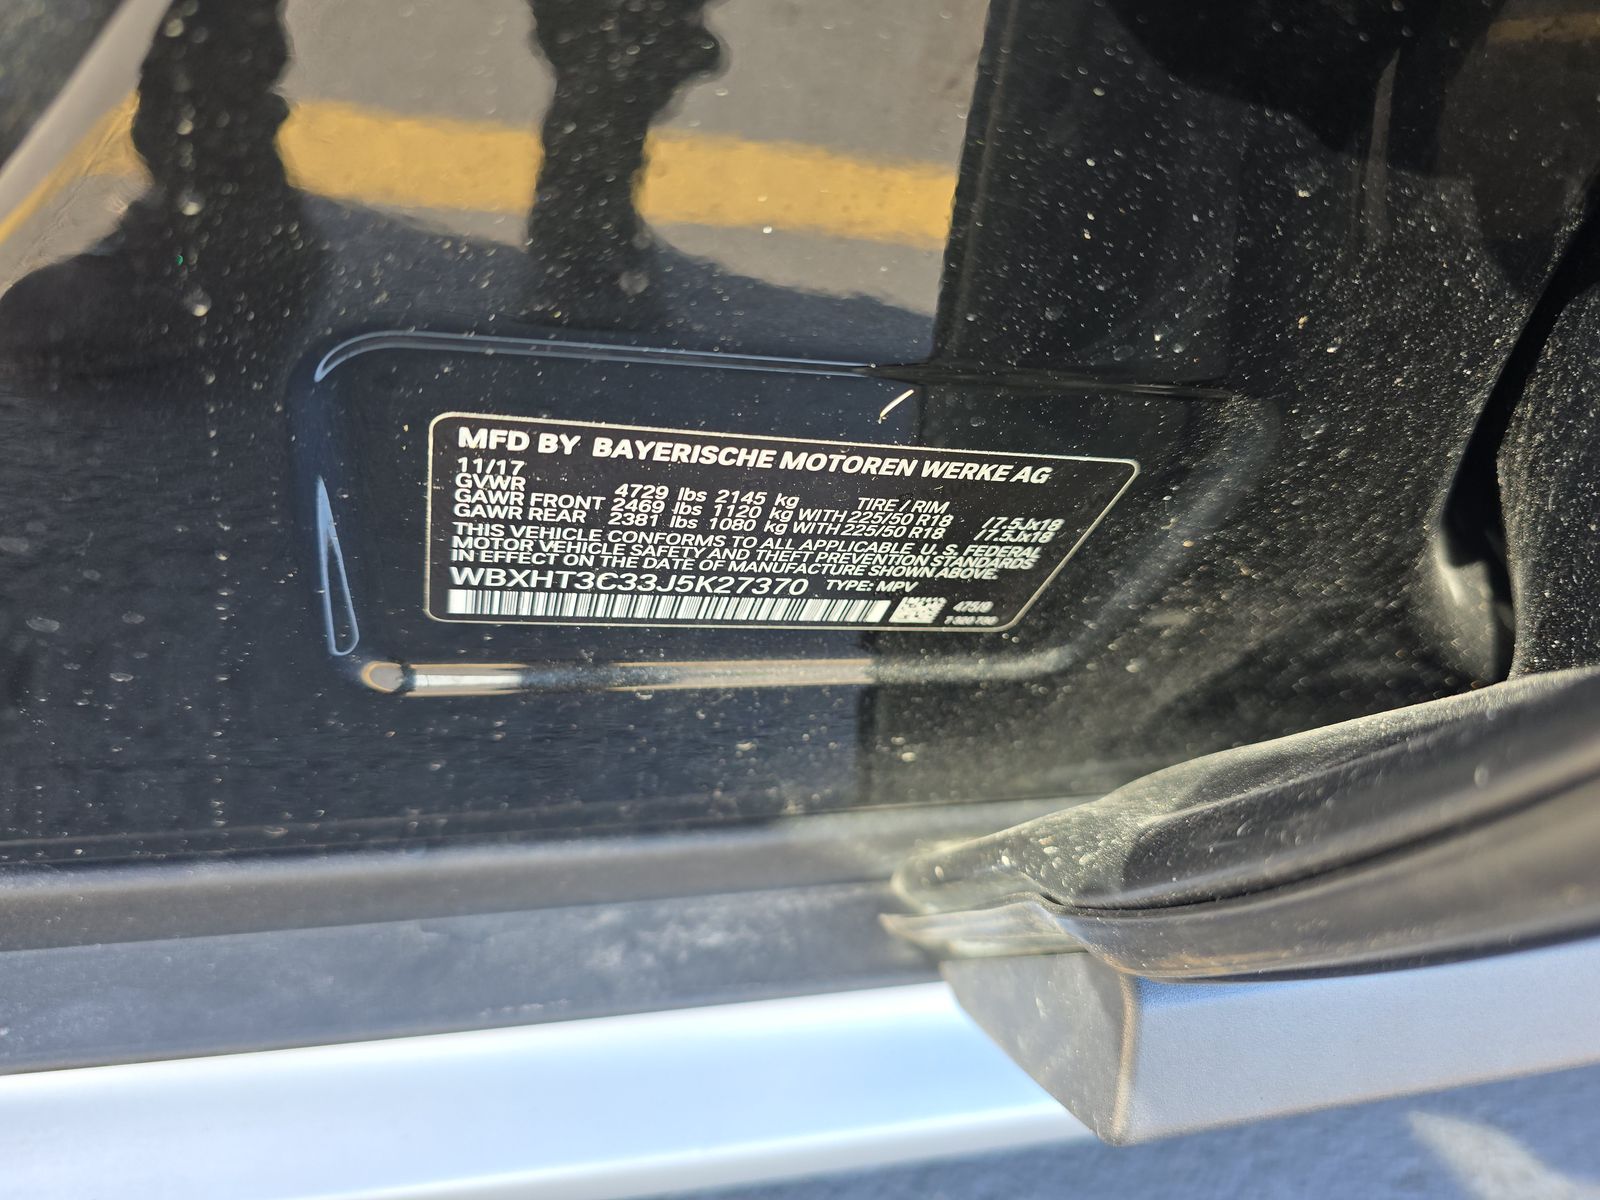 MFD BY BAYERISCHE MOTOREN WERKE AG
11/17
GVWR 4729 lbs 2145 kg TIRE / RIM
GAWR FRONT 2469 lbs 1120 kg WITH 225/50 R18 /7.5Jx18
GAWR REAR 2381 lbs 1080 kg WITH 225/50 R18 /7.5Jx18
THIS VEHICLE CONFORMS TO ALL APPLICABLE U.S. FEDERAL
MOTOR VEHICLE SAFETY AND THEFT PREVENTION STANDARDS
IN EFFECT ON THE DATE OF MANUFACTURE SHOWN ABOVE.
WBXHT3C33J5K27370 TYPE: MPV